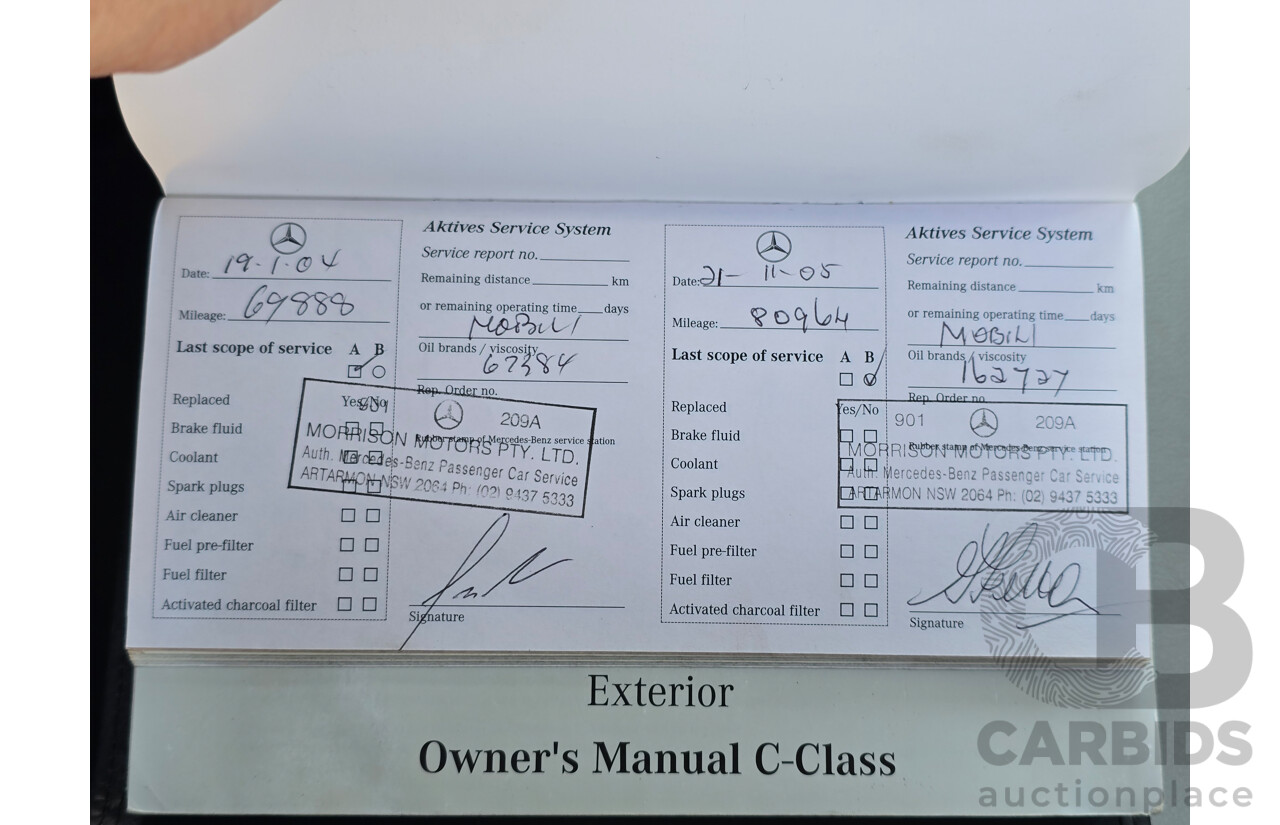 Date: 19-1-04
Mileage: 69888
Last scope of service A B
Replaced Yes/No
Brake fluid
Coolant
Spark plugs
Air cleaner
Fuel pre-filter
Fuel filter
Activated charcoal filter
Aktives Service System
Service report no.
Remaining distance km
or remaining operating time days
MOBIL 1
Oil brands / viscosity
67384
Rep. Order no.
901 209A
Rubber stamp of Mercedes-Benz service station
MORRISON MOTORS PTY. LTD.
Auth. Mercedes-Benz Passenger Car Service
ARTARMON NSW 2064 Ph: (02) 9437 5333
Signature
Date: 21-11-05
Mileage: 80964
Last scope of service A B
Replaced Yes/No
Brake fluid
Coolant
Spark plugs
Air cleaner
Fuel pre-filter
Fuel filter
Activated charcoal filter
Aktives Service System
Service report no.
Remaining distance km
or remaining operating time days
MOBIL 1
Oil brands / viscosity
162727
Rep. Order no.
901 209A
Rubber stamp of Mercedes-Benz service station
MORRISON MOTORS PTY. LTD.
Auth. Mercedes-Benz Passenger Car Service
ARTARMON NSW 2064 Ph: (02) 9437 5333
Signature
Exterior
Owner's Manual C-Class
CB
CARBIDS
auctionplace